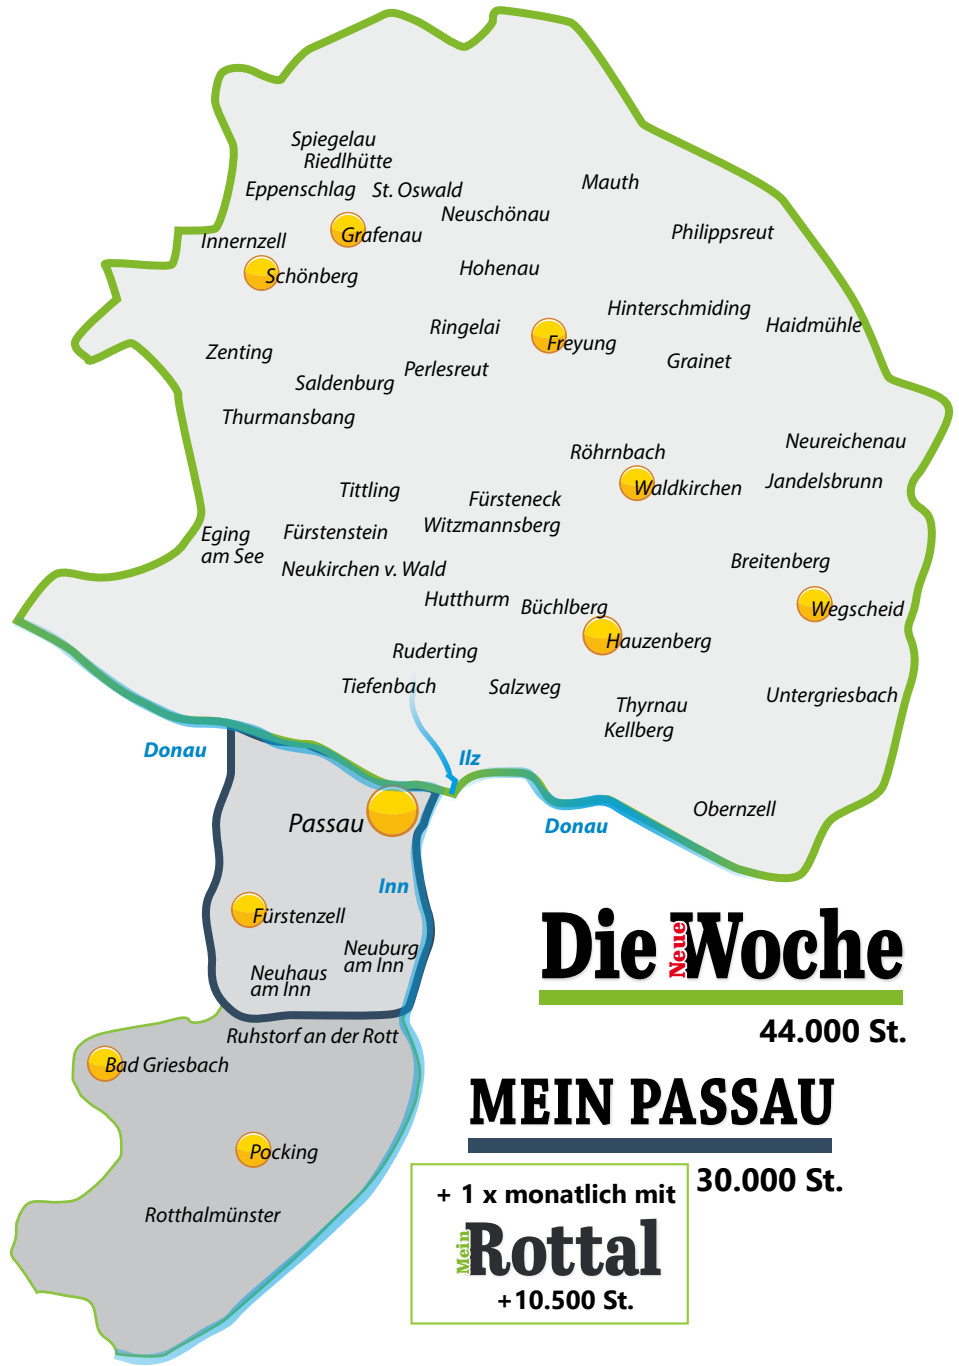 Spiegelau
Riedlhütte
Mauth
Eppenschlag
St. Oswald
Neuschönau
Philippsreut
Innernzell
Grafenau
Hohenau
Schönberg
Hinterschmiding
Haidmühle
Ringelai
Freyung
Zenting
Grainet
Perlesreut
Saldenburg
Thurmansbang
Neureichenau
Röhrnbach
Jandelsbrunn
Waldkirchen
Tittling
Fürsteneck
Witzmannsberg
Eging
am See
Fürstenstein
Breitenberg
Neukirchen v. Wald
Hutthurm
Büchlberg
Wegscheid
Hauzenberg
Ruderting
Tiefenbach
Salzweg
Untergriesbach
Thyrnau
Kellberg
Donau
Ilz
Obernzell
Passau
Donau
Inn
Fürstenzell
Neuburg
am Inn
Neuhaus
am Inn
Die Neue Woche
44.000 St.
Ruhstorf an der Rott
Bad Griesbach
MEIN PASSAU
30.000 St.
Pocking
Rotthalmünster
+ 1 x monatlich mit
Mein Rottal
+10.500 St.